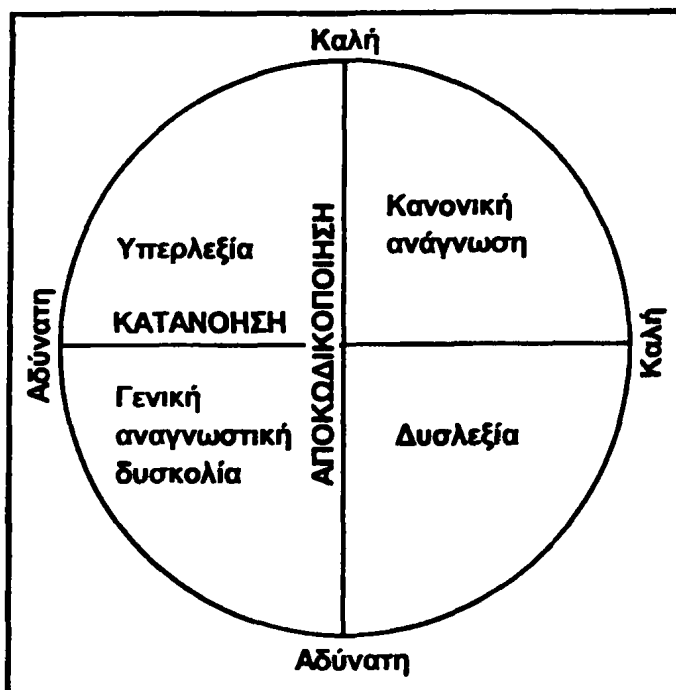 Καλή
Υπερλεξία
Κανονική
ανάγνωση
ΚΑΤΑΝΟΗΣΗ
ΑΠΟΚΩΔΙΚΟΠΟΙΗΣΗ
Αδύνατη
Καλή
Γενική
αναγνωστική
δυσκολία
Δυσλεξία
Αδύνατη